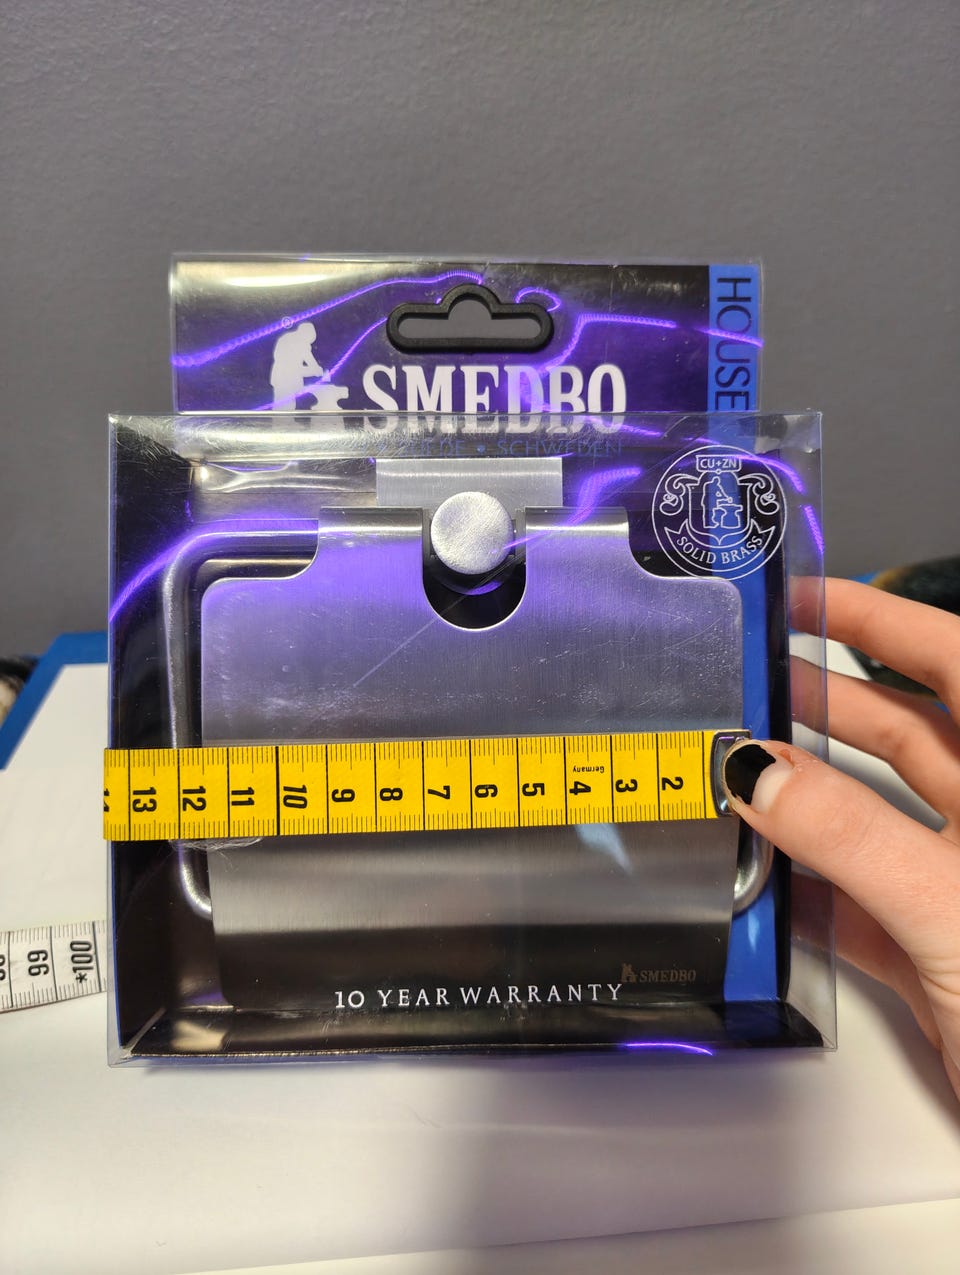 HOUSE
®
SMEDBO
SCHWEDEN
CU+ZN
SOLID BRASS
13 12 11 10 9 8 7 6 5 4 Germany 3 2
99 *100
SMEDBO
10 YEAR WARRANTY